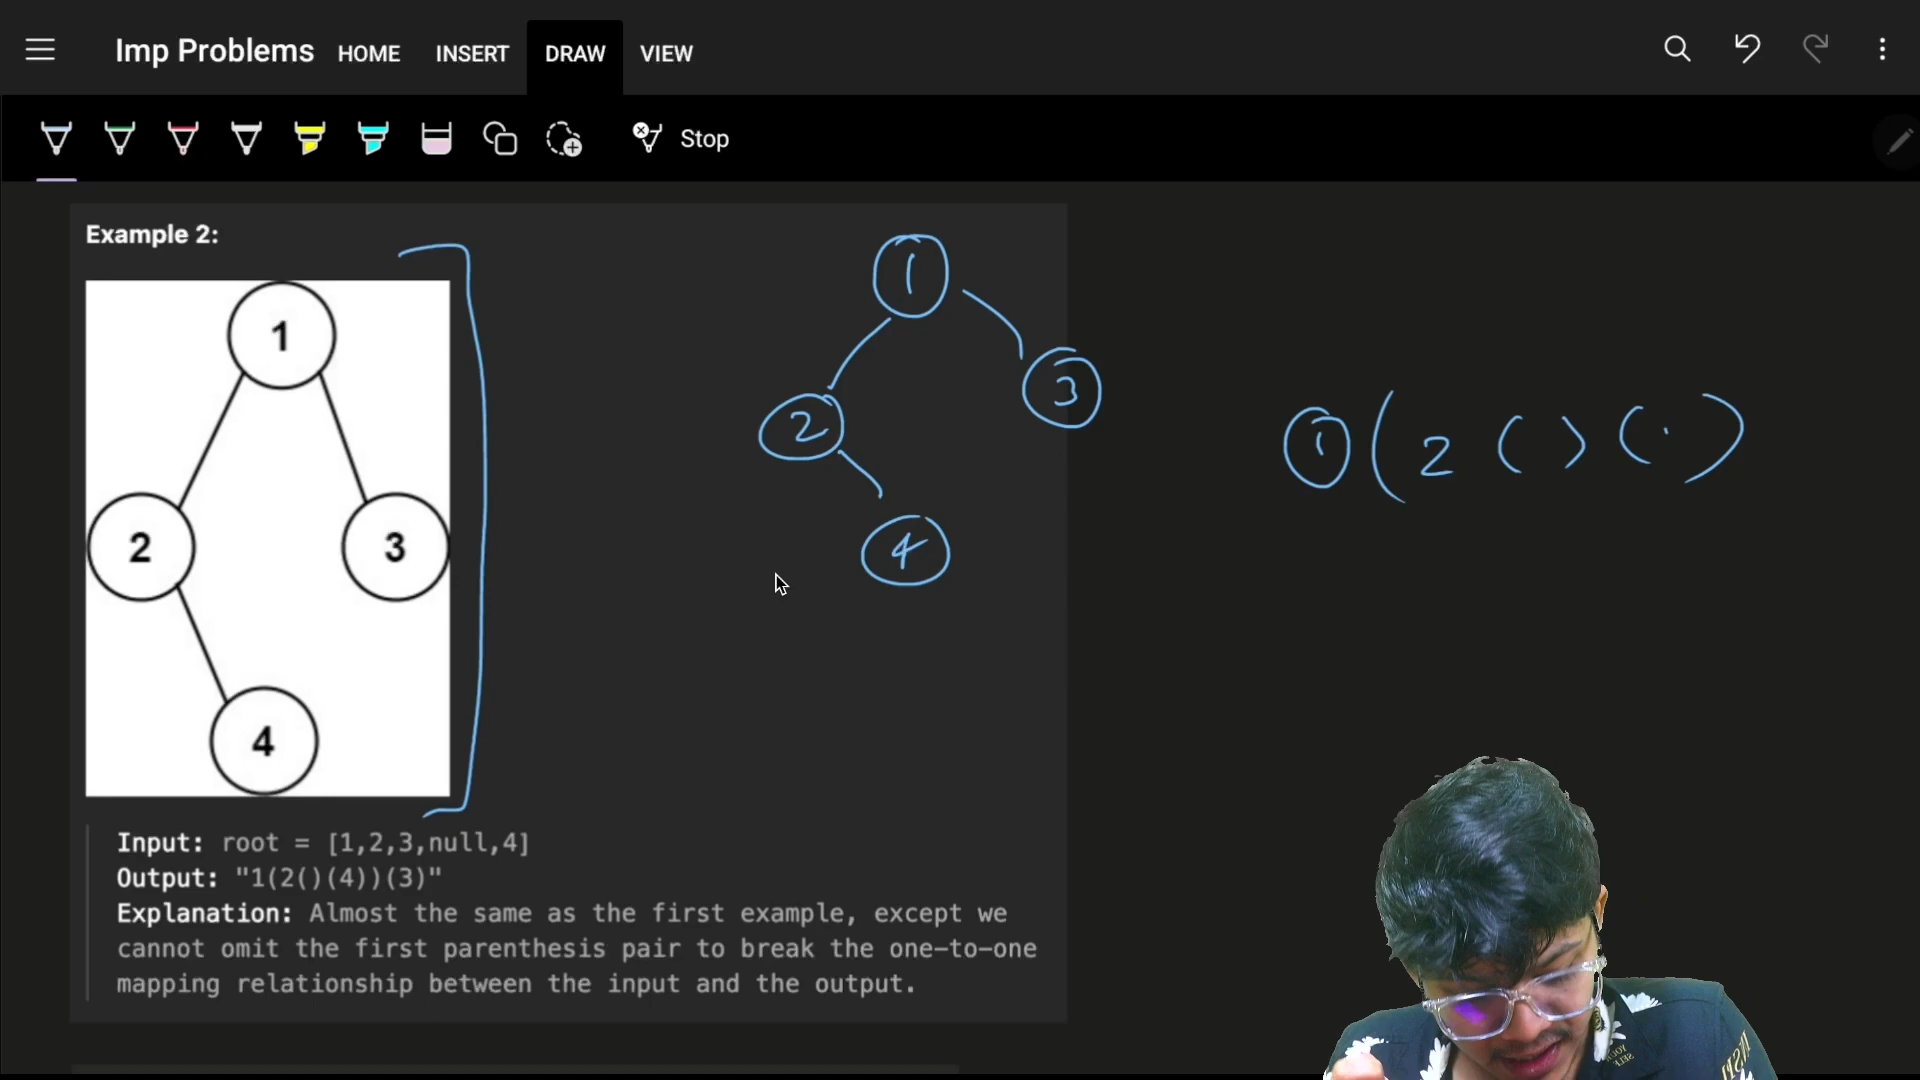 Imp Problems HOME INSERT DRAW VIEW
Stop
Example 2:
1
2
3
4
1
2
3
4
1 ( 2 ( ) ( · )
Input: root = [1,2,3,null,4]
Output: "1(2()(4))(3)"
Explanation: Almost the same as the first example, except we
cannot omit the first parenthesis pair to break the one-to-one
mapping relationship between the input and the output.